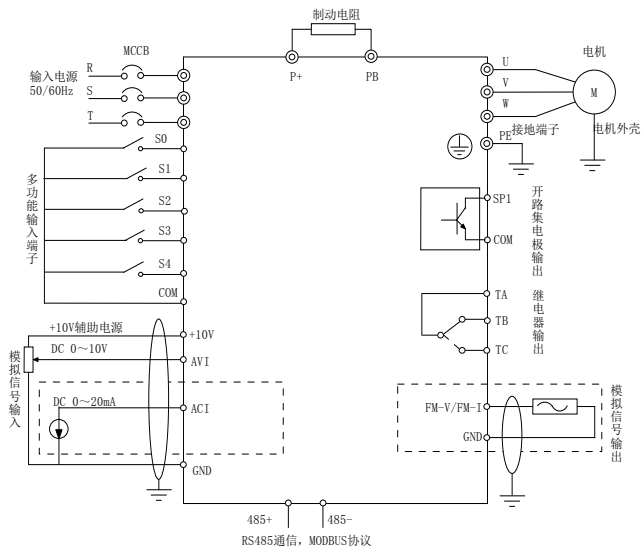 制动电阻
MCCB
P+
PB
输入电源
50/60Hz
R
S
T
U
V
W
电机
M
电机外壳
PE
接地端子
多功能输入端子
S0
S1
S2
S3
S4
COM
SP1
COM
开路集电极输出
TA
TB
TC
继电器输出
+10V辅助电源
+10V
DC 0～10V
AVI
模拟信号输入
DC 0～20mA
ACI
GND
FM-V/FM-I
GND
模拟信号输出
485+
485-
RS485通信，MODBUS协议